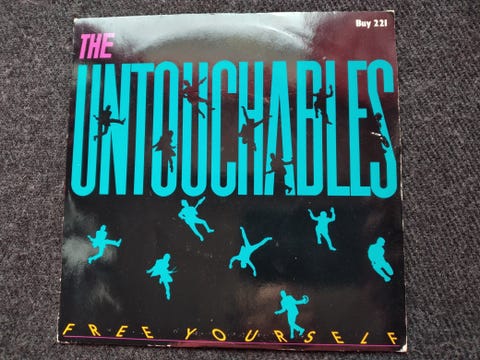 Buy 221
THE
UNTOUCHABLES
FREE YOURSELF